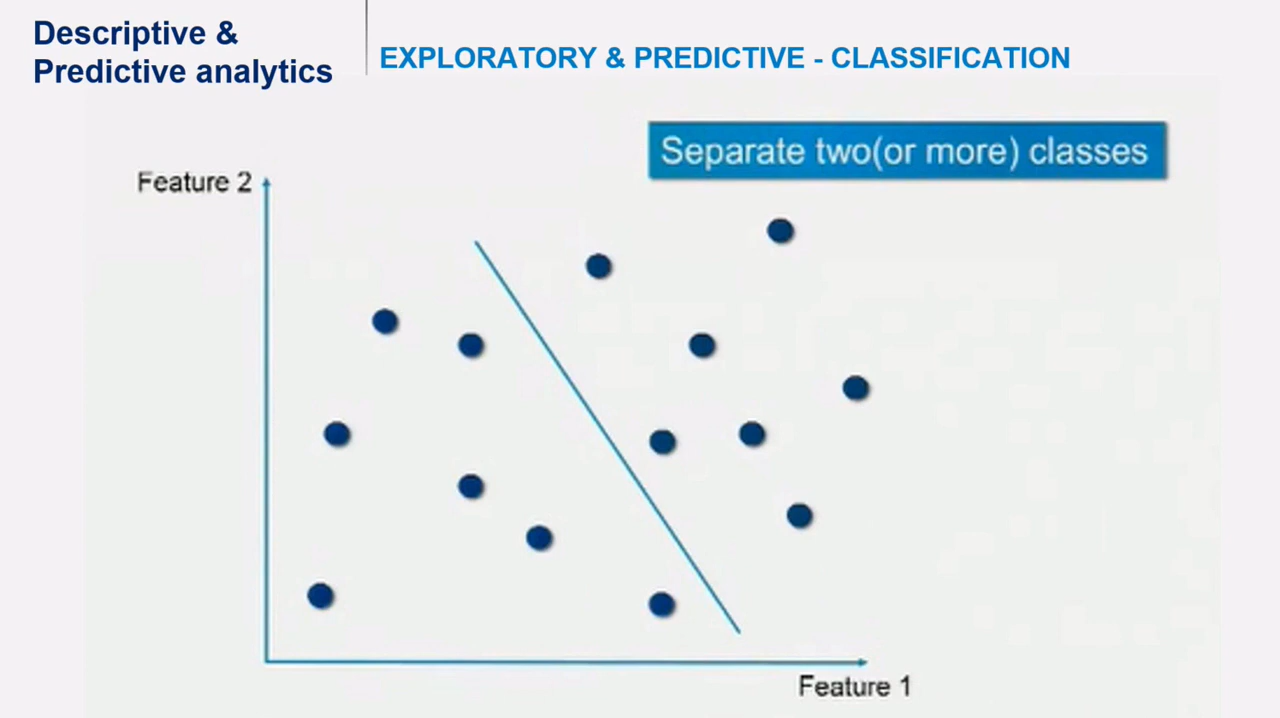 Descriptive &
Predictive analytics
EXPLORATORY & PREDICTIVE - CLASSIFICATION
Separate two(or more) classes
Feature 2
Feature 1